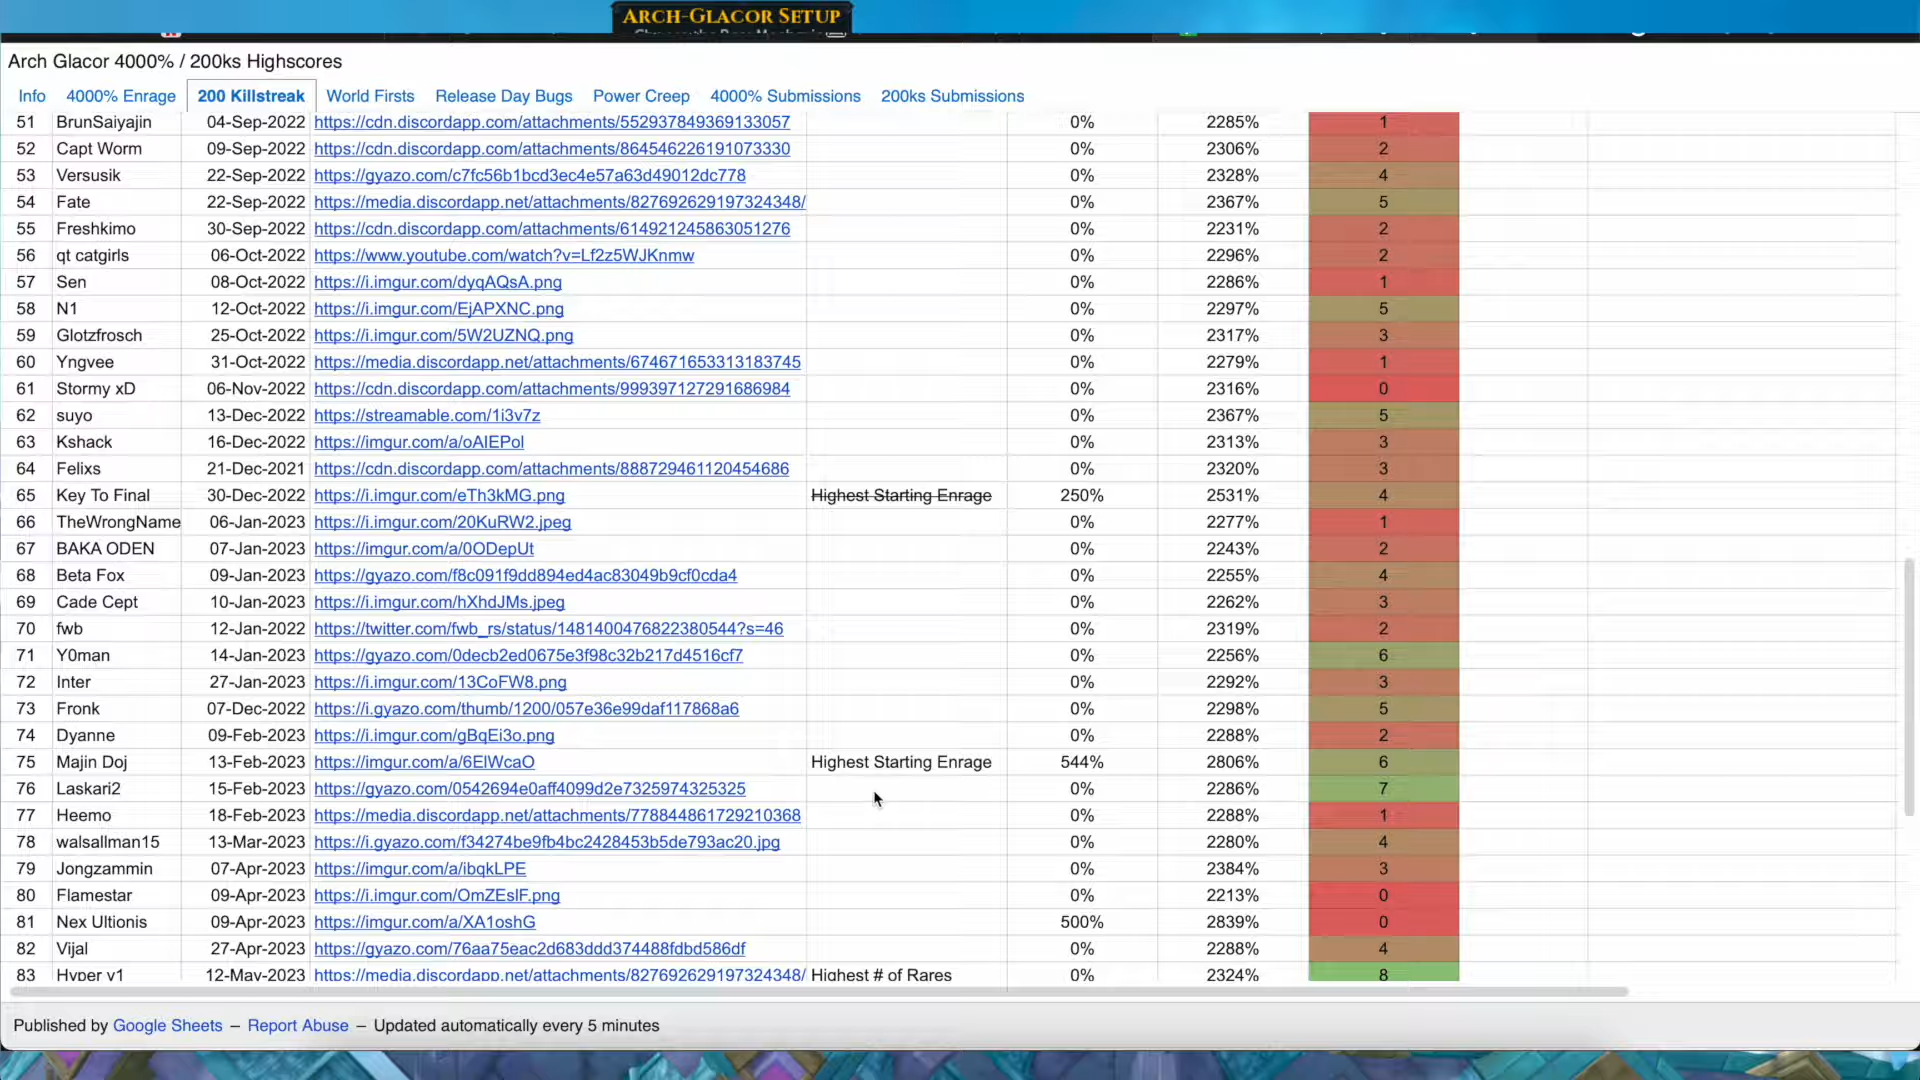 ARCH-GLACOR SETUP
Arch Glacor 4000% / 200ks Highscores
Info 4000% Enrage 200 Killstreak World Firsts Release Day Bugs Power Creep 4000% Submissions 200ks Submissions
51 BrunSaiyajin 04-Sep-2022 https://cdn.discordapp.com/attachments/552937849369133057 0% 2285% 1
52 Capt Worm 09-Sep-2022 https://cdn.discordapp.com/attachments/864546226191073330 0% 2306% 2
53 Versusik 22-Sep-2022 https://gyazo.com/c7fc56b1bcd3ec4e57a63d49012dc778 0% 2328% 4
54 Fate 22-Sep-2022 https://media.discordapp.net/attachments/827692629197324348/ 0% 2367% 5
55 Freshkimo 30-Sep-2022 https://cdn.discordapp.com/attachments/614921245863051276 0% 2231% 2
56 qt catgirls 06-Oct-2022 https://www.youtube.com/watch?v=Lf2z5WJKnmw 0% 2296% 2
57 Sen 08-Oct-2022 https://i.imgur.com/dyqAQsA.png 0% 2286% 1
58 N1 12-Oct-2022 https://i.imgur.com/EjAPXNC.png 0% 2297% 5
59 Glotzfrosch 25-Oct-2022 https://i.imgur.com/5W2UZNQ.png 0% 2317% 3
60 Yngvee 31-Oct-2022 https://media.discordapp.net/attachments/674671653313183745 0% 2279% 1
61 Stormy xD 06-Nov-2022 https://cdn.discordapp.com/attachments/999397127291686984 0% 2316% 0
62 suyo 13-Dec-2022 https://streamable.com/1i3v7z 0% 2367% 5
63 Kshack 16-Dec-2022 https://imgur.com/a/oAIEPol 0% 2313% 3
64 Felixs 21-Dec-2021 https://cdn.discordapp.com/attachments/888729461120454686 0% 2320% 3
65 Key To Final 30-Dec-2022 https://i.imgur.com/eTh3kMG.png Highest Starting Enrage 250% 2531% 4
66 TheWrongName 06-Jan-2023 https://i.imgur.com/20KuRW2.jpeg 0% 2277% 1
67 BAKA ODEN 07-Jan-2023 https://imgur.com/a/0ODepUt 0% 2243% 2
68 Beta Fox 09-Jan-2023 https://gyazo.com/f8c091f9dd894ed4ac83049b9cf0cda4 0% 2255% 4
69 Cade Cept 10-Jan-2023 https://i.imgur.com/hXhdJMs.jpeg 0% 2262% 3
70 fwb 12-Jan-2022 https://twitter.com/fwb_rs/status/1481400476822380544?s=46 0% 2319% 2
71 Y0man 14-Jan-2023 https://gyazo.com/0decb2ed0675e3f98c32b217d4516cf7 0% 2256% 6
72 Inter 27-Jan-2023 https://i.imgur.com/13CoFW8.png 0% 2292% 3
73 Fronk 07-Dec-2022 https://i.gyazo.com/thumb/1200/057e36e99daf117868a6 0% 2298% 5
74 Dyanne 09-Feb-2023 https://i.imgur.com/gBqEi3o.png 0% 2288% 2
75 Majin Doj 13-Feb-2023 https://imgur.com/a/6ElWcaO Highest Starting Enrage 544% 2806% 6
76 Laskari2 15-Feb-2023 https://gyazo.com/0542694e0aff4099d2e7325974325325 0% 2286% 7
77 Heemo 18-Feb-2023 https://media.discordapp.net/attachments/778844861729210368 0% 2288% 1
78 walsallman15 13-Mar-2023 https://i.gyazo.com/f34274be9fb4bc2428453b5de793ac20.jpg 0% 2280% 4
79 Jongzammin 07-Apr-2023 https://imgur.com/a/ibqkLPE 0% 2384% 3
80 Flamestar 09-Apr-2023 https://i.imgur.com/OmZEslF.png 0% 2213% 0
81 Nex Ultionis 09-Apr-2023 https://imgur.com/a/XA1oshG 500% 2839% 0
82 Vijal 27-Apr-2023 https://gyazo.com/76aa75eac2d683ddd374488fdbd586df 0% 2288% 4
83 Hyper v1 12-May-2023 https://media.discordapp.net/attachments/827692629197324348/ Highest # of Rares 0% 2324% 8
Published by Google Sheets – Report Abuse – Updated automatically every 5 minutes